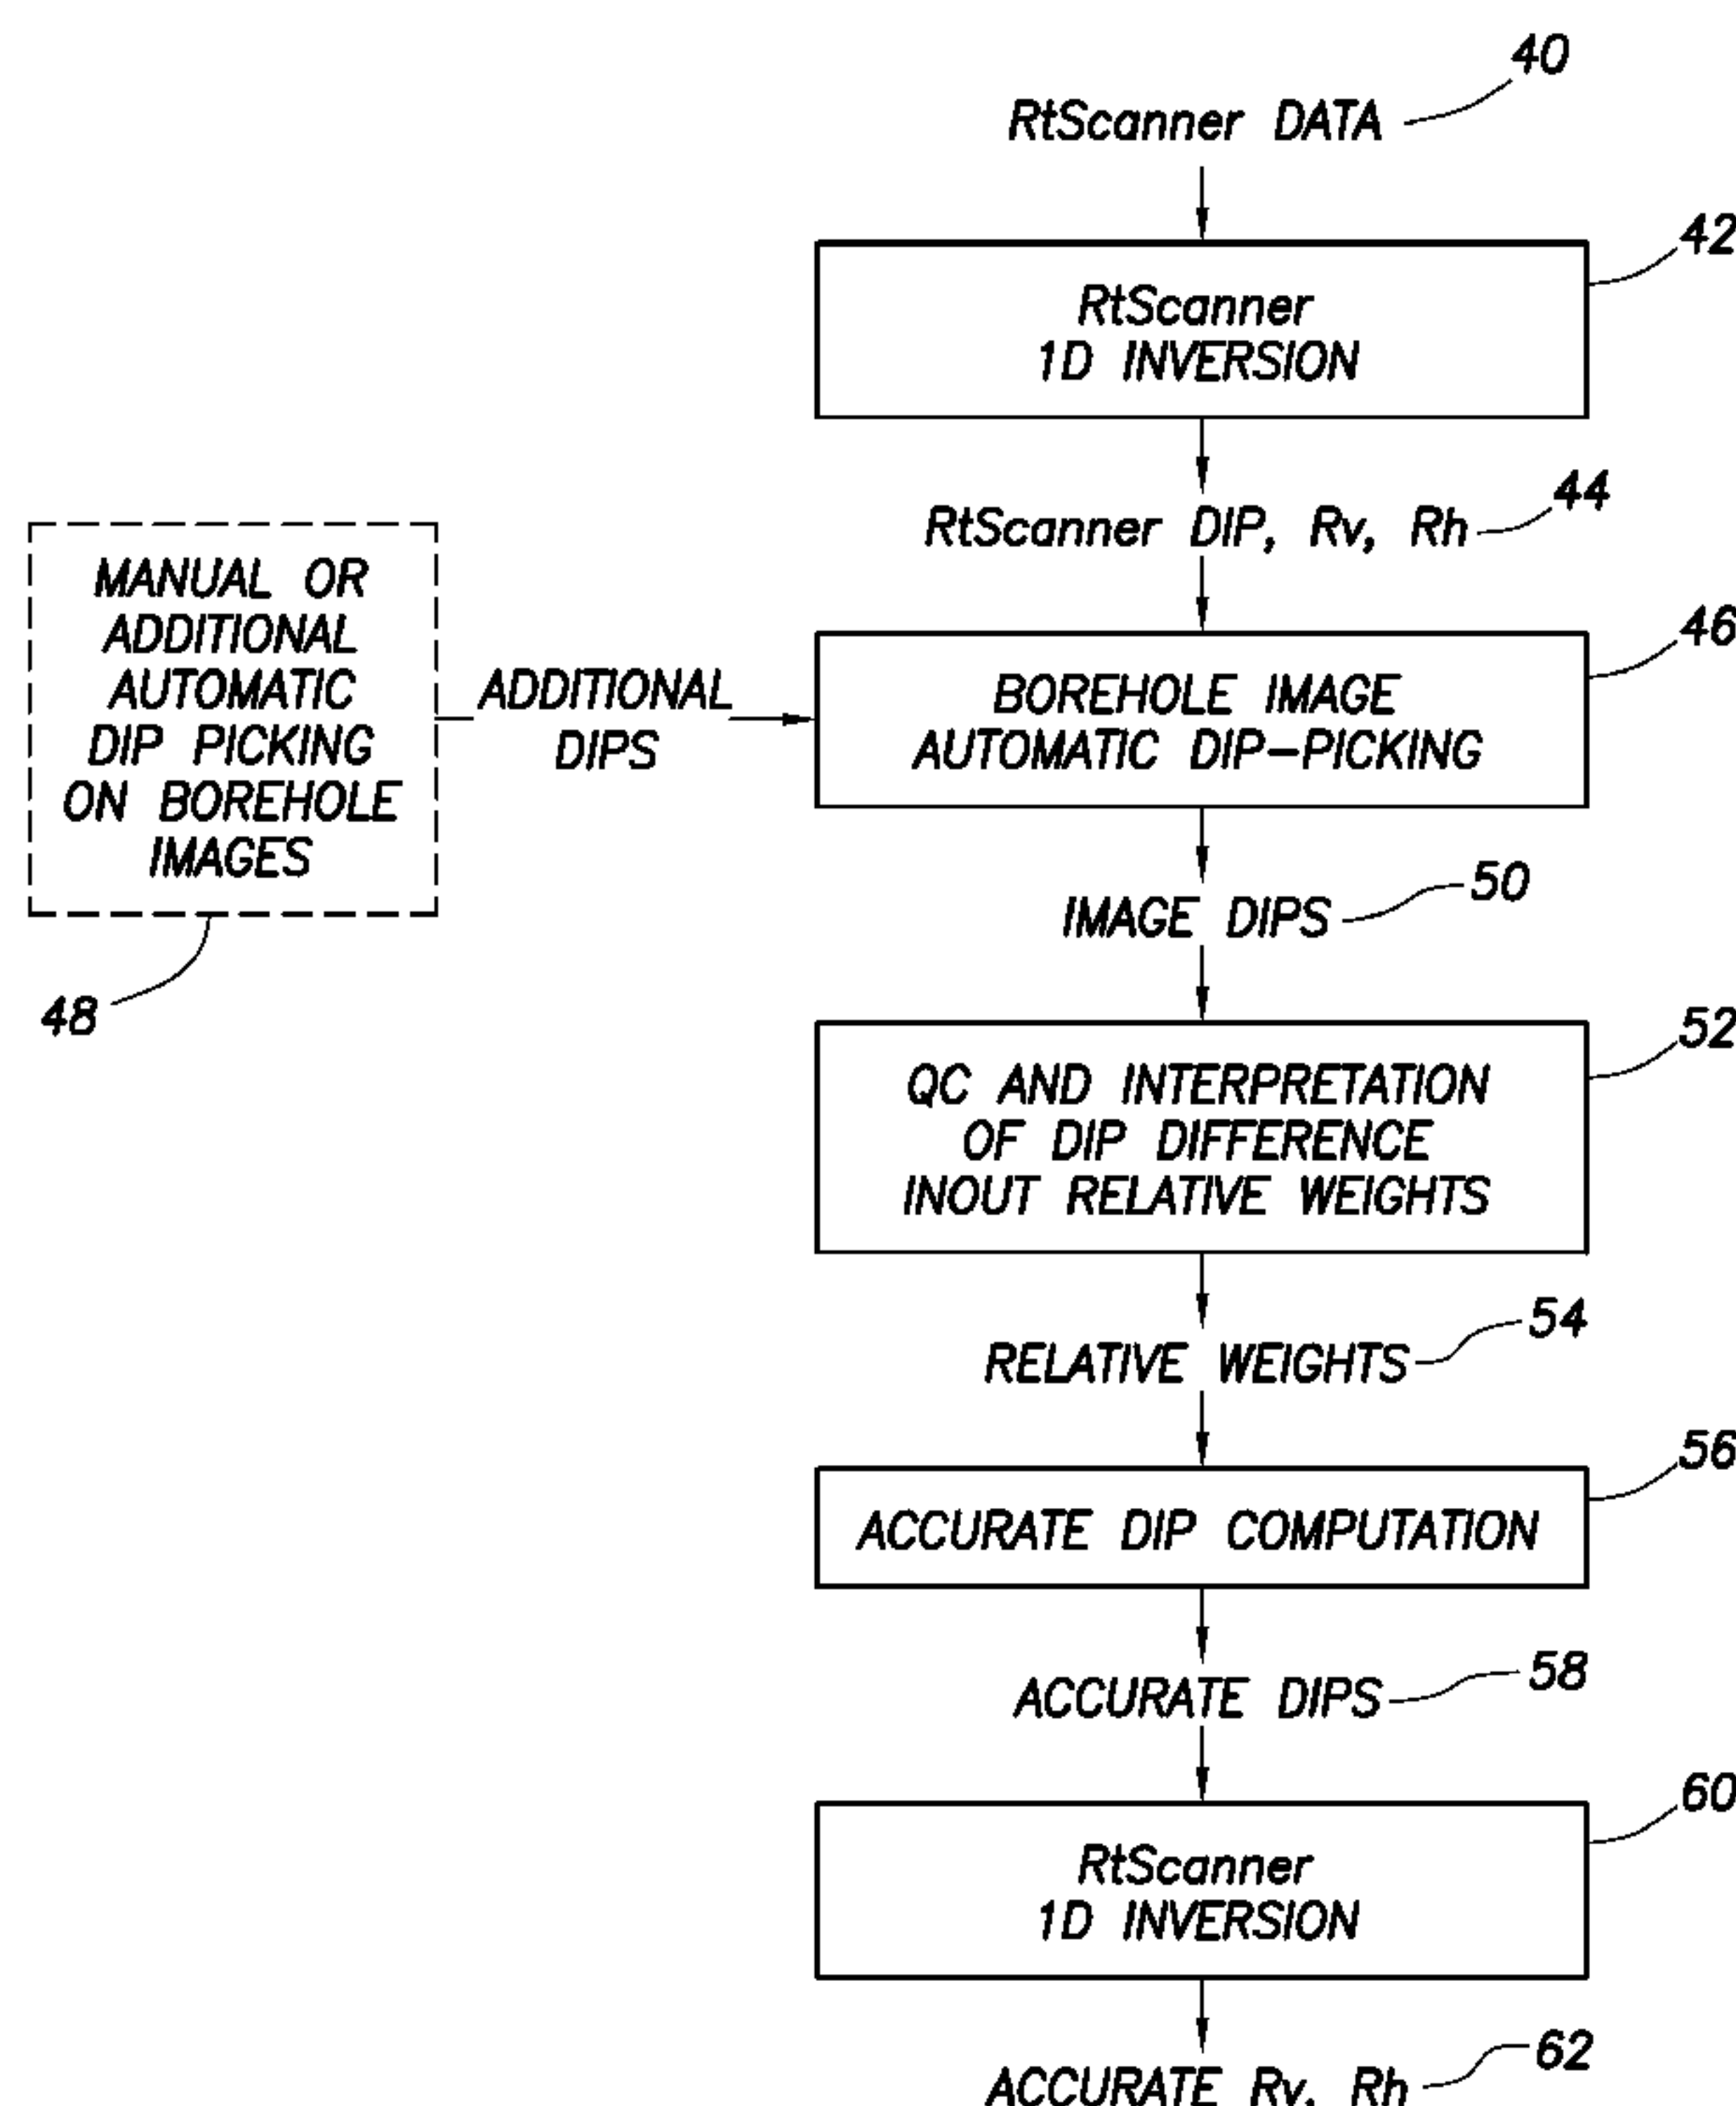 40
RtScanner DATA
42
RtScanner
1D INVERSION
44
RtScanner DIP, Rv, Rh
MANUAL OR
ADDITIONAL
AUTOMATIC
DIP PICKING
ON BOREHOLE
IMAGES
48
ADDITIONAL
DIPS
46
BOREHOLE IMAGE
AUTOMATIC DIP-PICKING
50
IMAGE DIPS
52
QC AND INTERPRETATION
OF DIP DIFFERENCE
INOUT RELATIVE WEIGHTS
54
RELATIVE WEIGHTS
56
ACCURATE DIP COMPUTATION
58
ACCURATE DIPS
60
RtScanner
1D INVERSION
62
ACCURATE Rv, Rh